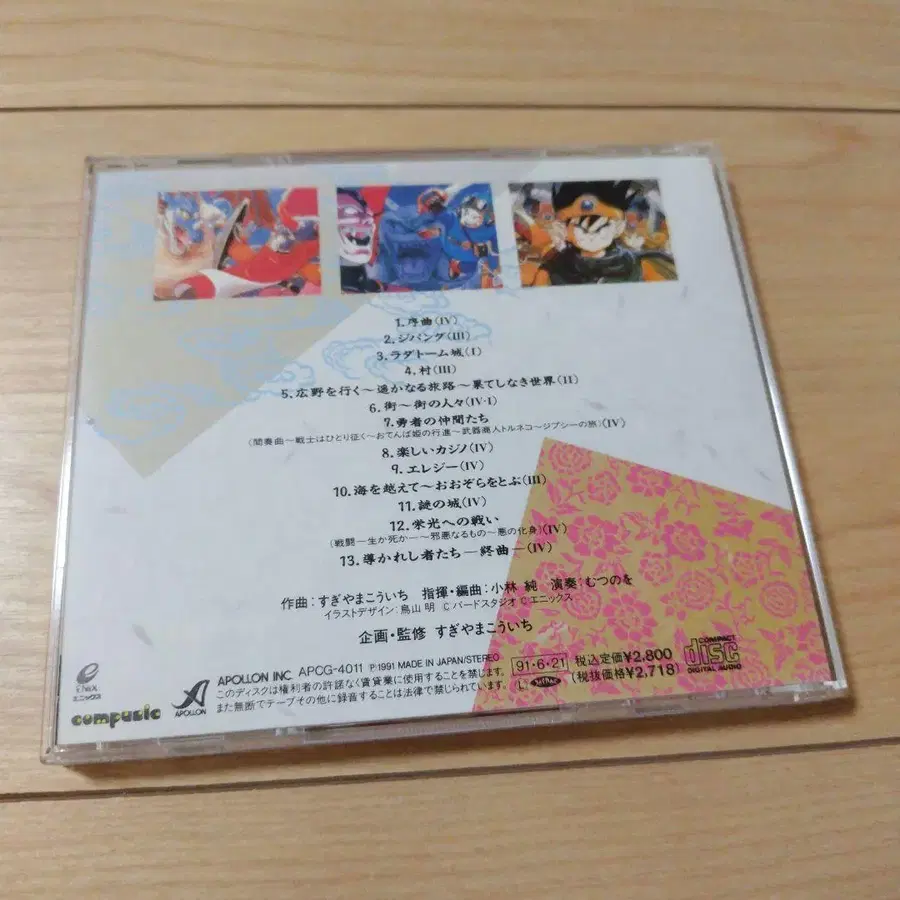 1.序曲(IV)
2.ジパング(III)
3.ラダトーム城(I)
4.村(III)
5.広野を行く〜遥かなる旅路〜果てしなき世界(II)
6.街〜街の人々(IV・I)
7.勇者の仲間たち
(間奏曲〜戦士はひとり征く〜おてんば姫の行進〜武器商人トルネコ〜ジプシーの旅)(IV)
8.楽しいカジノ(IV)
9.エレジー(IV)
10.海を越えて〜おおぞらをとぶ(III)
11.謎の城(IV)
12.栄光への戦い
(戦闘—生か死か—〜邪悪なるもの〜悪の化身)(IV)
13.導かれし者たち—終曲—(IV)
作曲:すぎやまこういち 指揮・編曲:小林 純 演奏:むつのを
イラストデザイン:鳥山 明 Cバードスタジオ Cエニックス
企画・監修 すぎやまこういち
ENIX
エニックス
compusic
APOLLON
APOLLON INC. APCG-4011 P1991 MADE IN JAPAN/STEREO
このディスクは権利者の許諾なく賃貸業に使用することを禁じます。
また無断でテープその他に録音することは法律で禁じられています。
91・6・21 税込定価¥2,800
L (税抜価格¥2,718)
COMPACT
disc
DIGITAL AUDIO